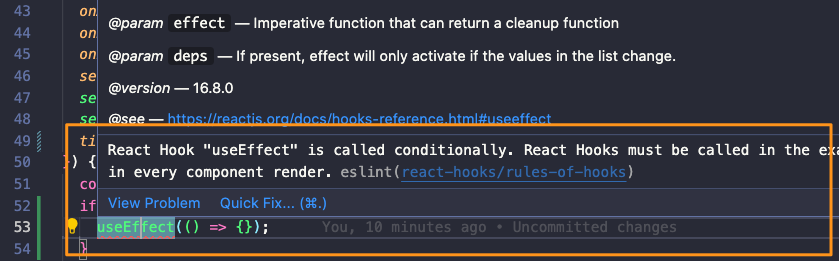 43 on
@param effect — Imperative function that can return a cleanup function
44 on
45 on
@param deps — If present, effect will only activate if the values in the list change.
46 se
@version — 16.8.0
47 se
48 se
@see — https://reactjs.org/docs/hooks-reference.html#useeffect
49 ti
React Hook "useEffect" is called conditionally. React Hooks must be called in the exa
50 }) {
in every component render. eslint(react-hooks/rules-of-hooks)
51 co
View Problem Quick Fix... (⌘.)
52 if
53 useEffect(() => {}); You, 10 minutes ago • Uncommitted changes
54 }